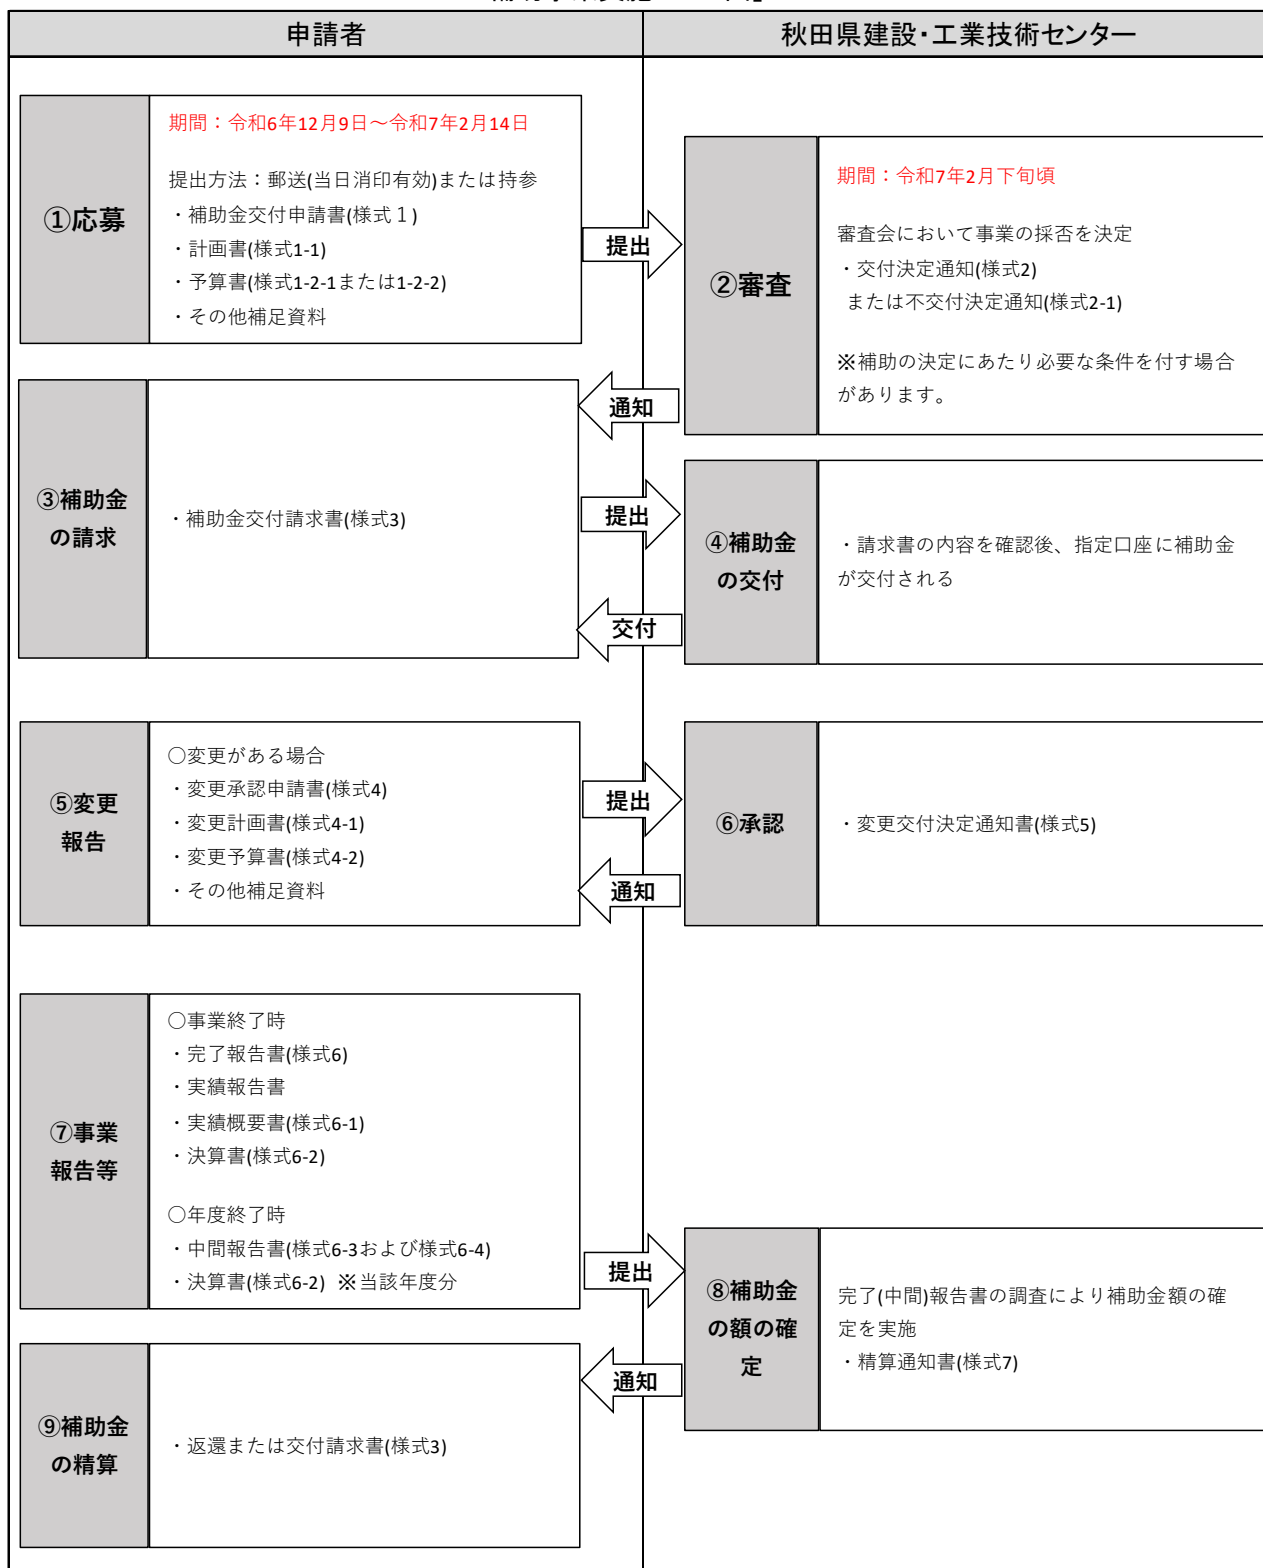 申請者
秋田県建設・工業技術センター
①応募
期間：令和6年12月9日～令和7年2月14日
提出方法：郵送(当日消印有効)または持参
・補助金交付申請書(様式１)
・計画書(様式1-1)
・予算書(様式1-2-1または1-2-2)
・その他補足資料
提出
②審査
期間：令和7年2月下旬頃
審査会において事業の採否を決定
・交付決定通知(様式2)
または不交付決定通知(様式2-1)
※補助の決定にあたり必要な条件を付す場合
があります。
通知
③補助金
の請求
・補助金交付請求書(様式3)
提出
④補助金
の交付
・請求書の内容を確認後、指定口座に補助金
が交付される
交付
⑤変更
報告
○変更がある場合
・変更承認申請書(様式4)
・変更計画書(様式4-1)
・変更予算書(様式4-2)
・その他補足資料
提出
⑥承認
・変更交付決定通知書(様式5)
通知
⑦事業
報告等
○事業終了時
・完了報告書(様式6)
・実績報告書
・実績概要書(様式6-1)
・決算書(様式6-2)
○年度終了時
・中間報告書(様式6-3および様式6-4)
・決算書(様式6-2) ※当該年度分
提出
⑧補助金
の額の確
定
完了(中間)報告書の調査により補助金額の確
定を実施
・精算通知書(様式7)
通知
⑨補助金
の精算
・返還または交付請求書(様式3)